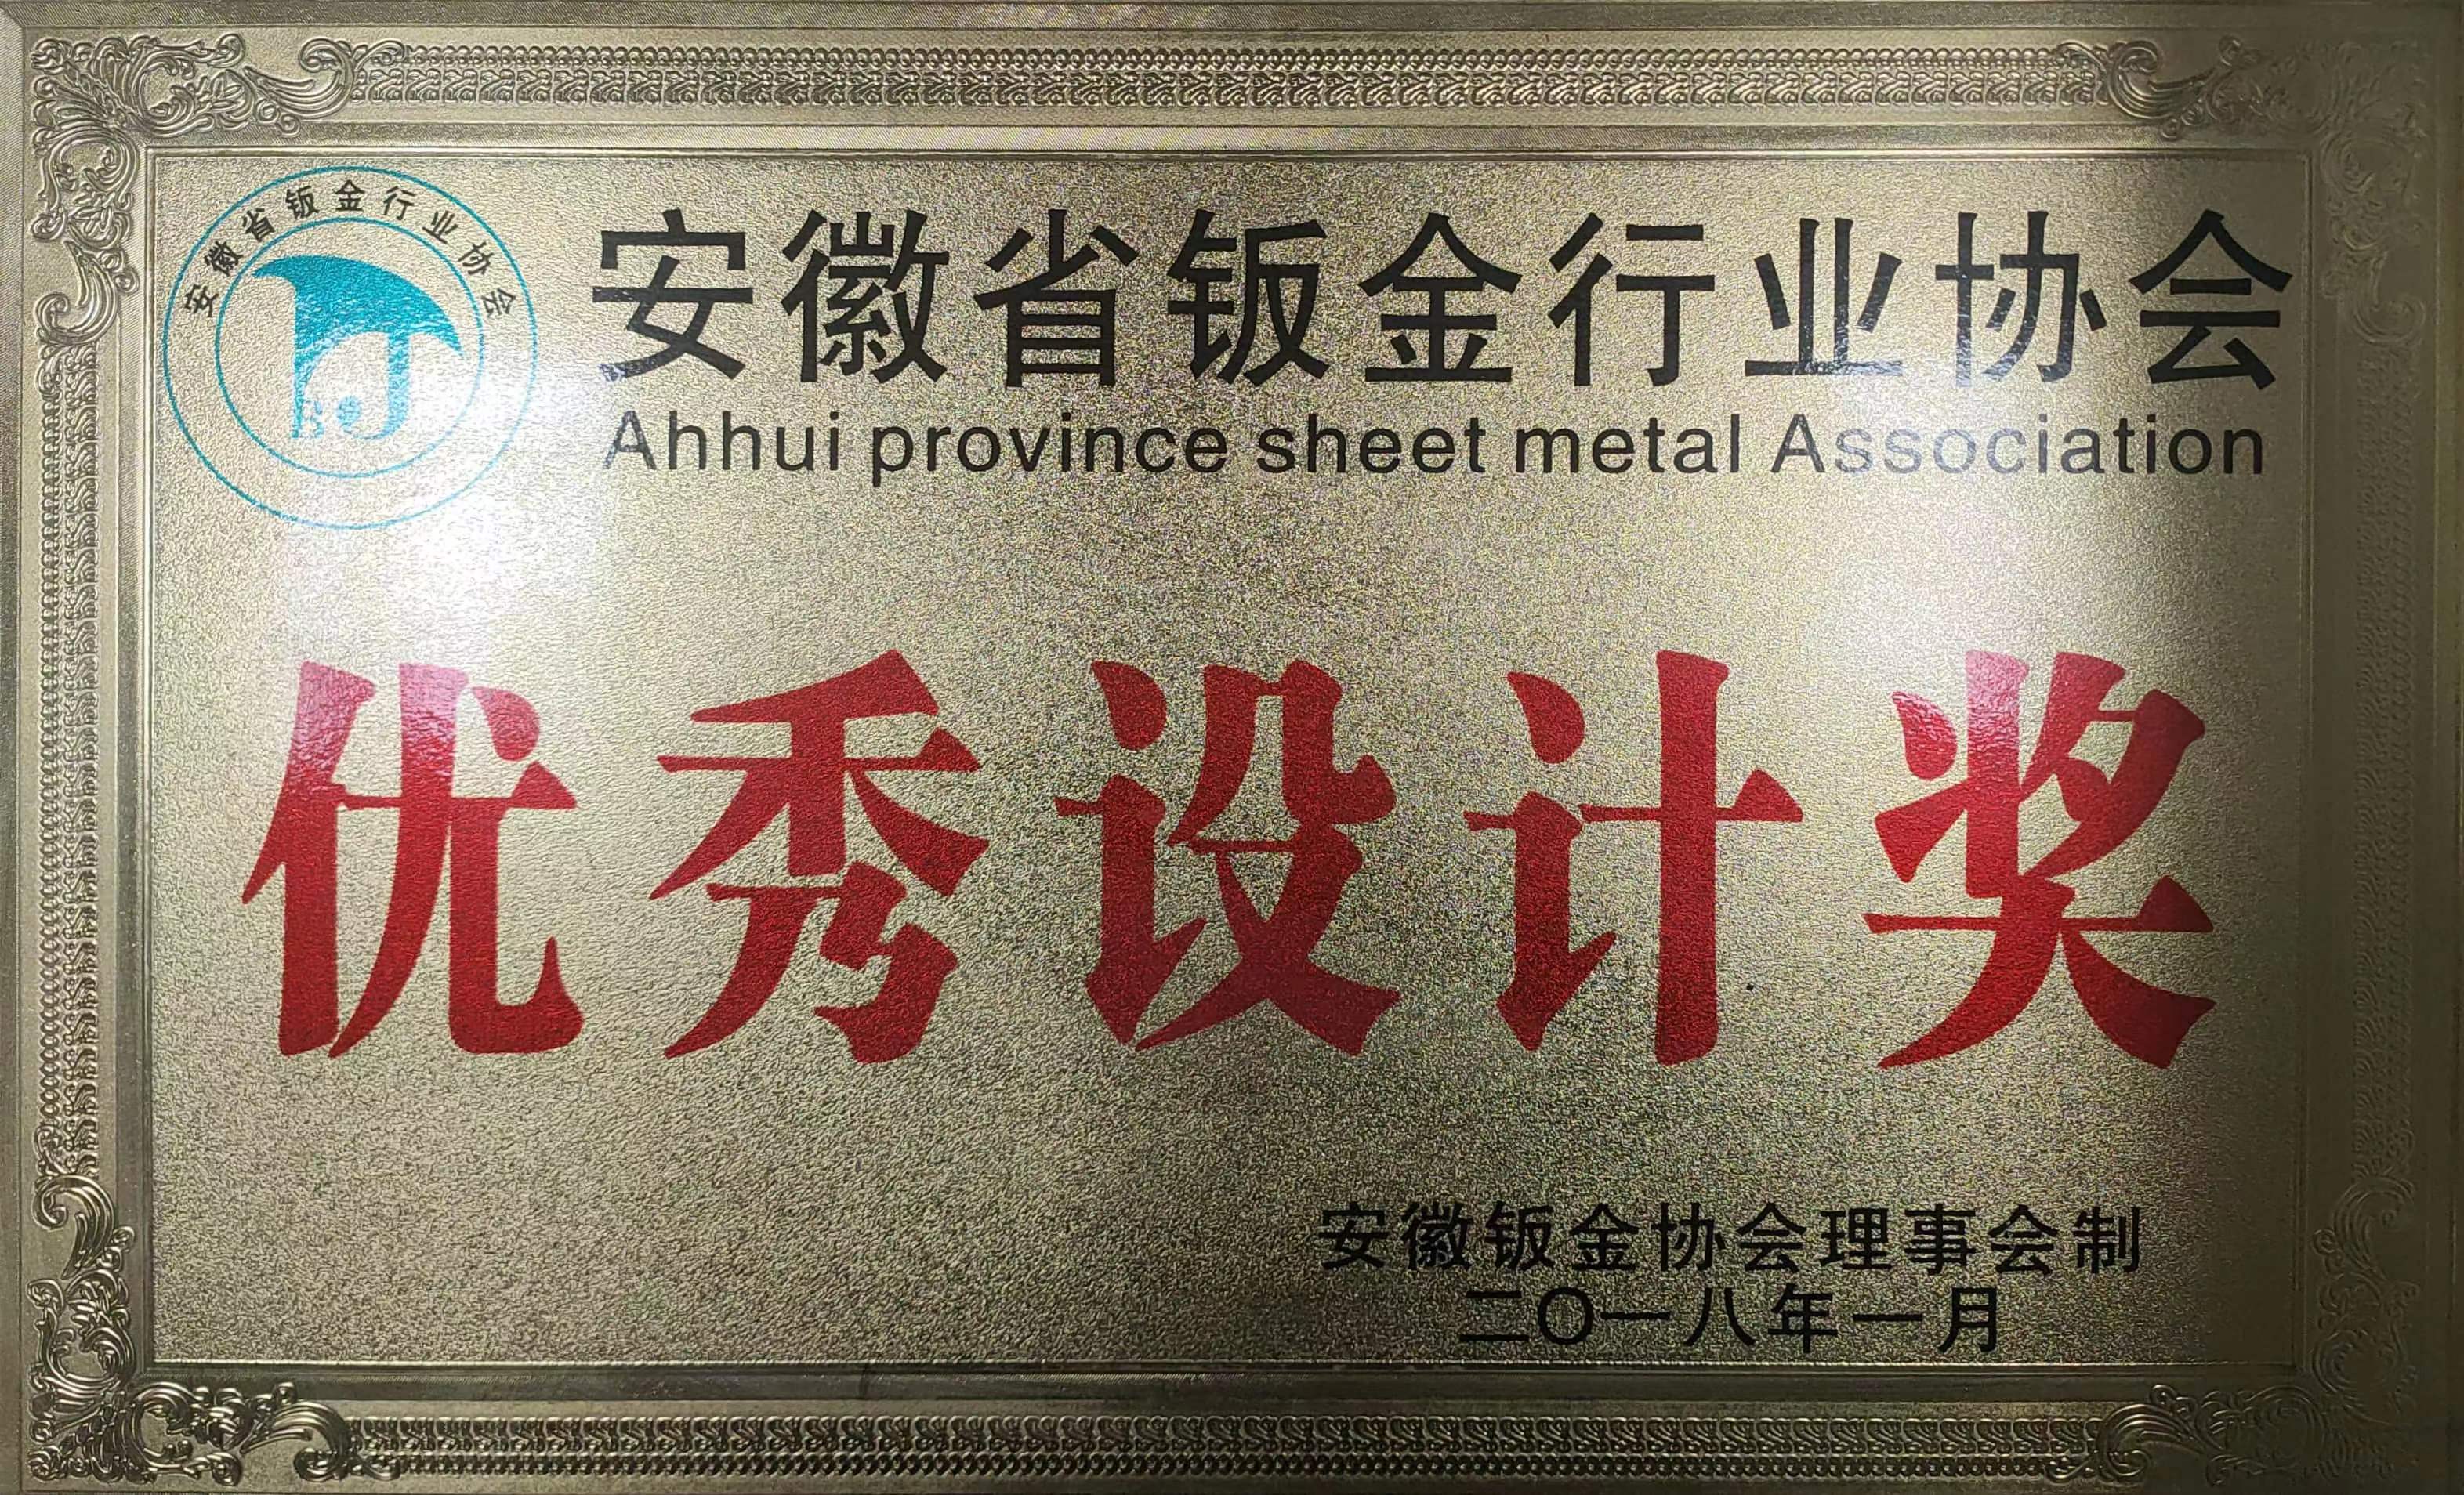 安徽省钣金行业协会
安徽省钣金行业协会
Ahhui province sheet metal Association
优秀设计奖
安徽钣金协会理事会制
二〇一八年一月